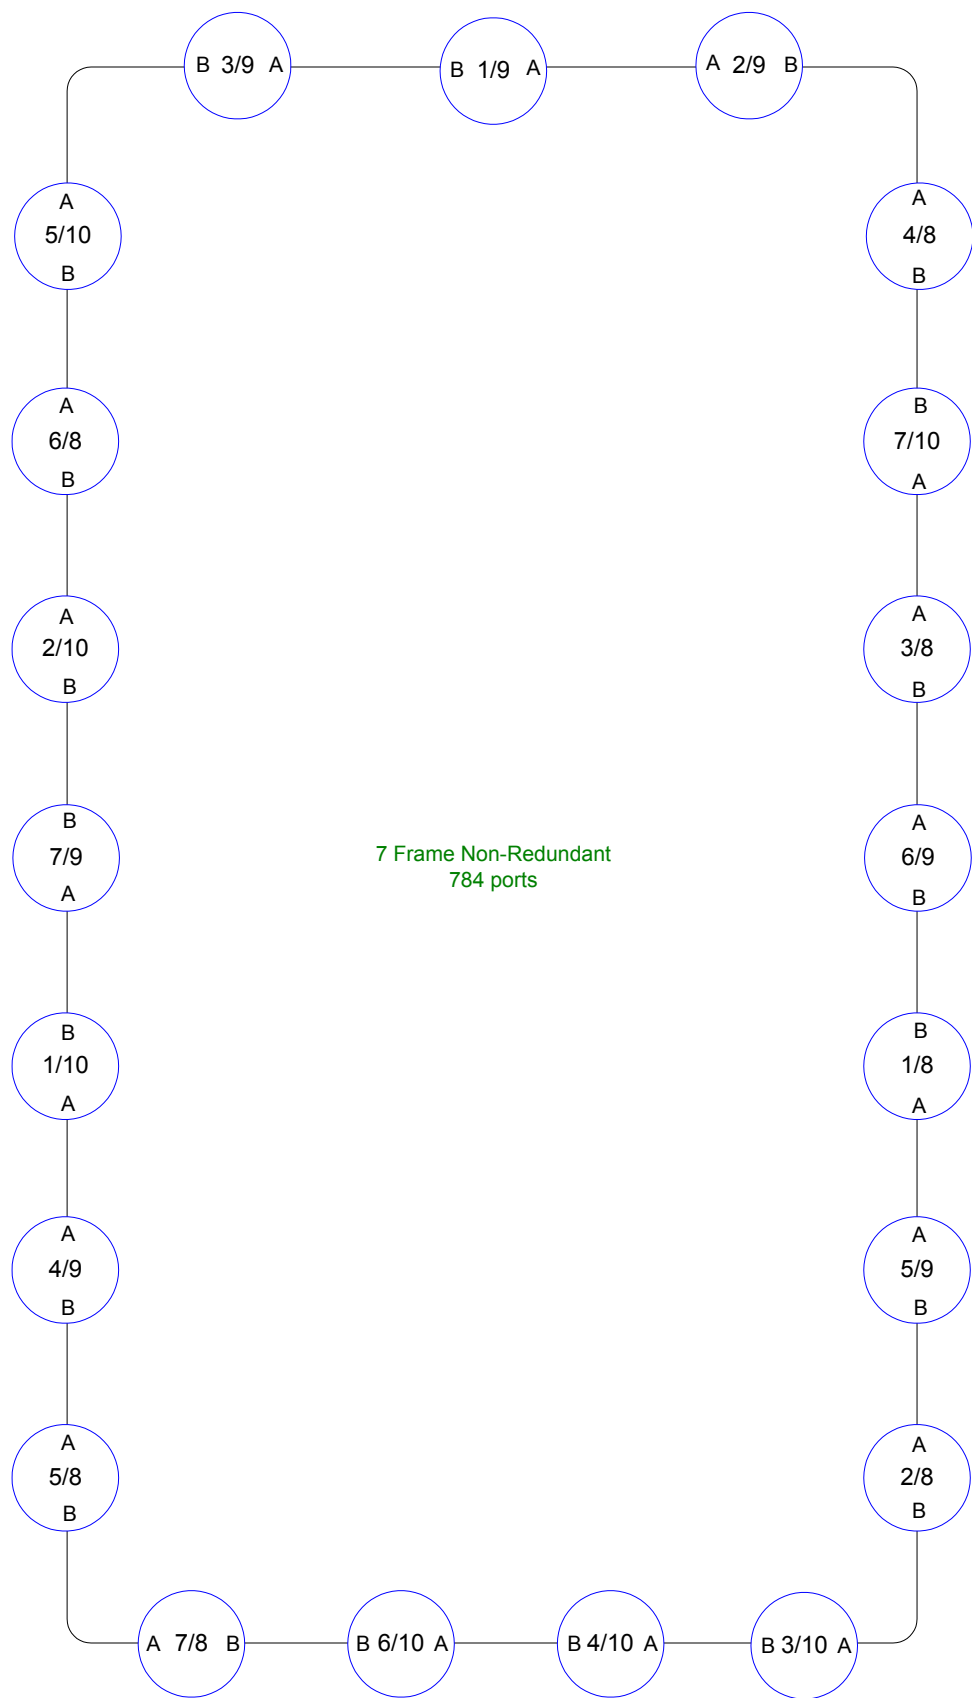 B 3/9 A
B 1/9 A
A 2/9 B
A
5/10
B
A
4/8
B
A
6/8
B
B
7/10
A
A
2/10
B
A
3/8
B
B
7/9
A
7 Frame Non-Redundant
784 ports
A
6/9
B
B
1/10
A
B
1/8
A
A
4/9
B
A
5/9
B
A
5/8
B
A
2/8
B
A 7/8 B
B 6/10 A
B 4/10 A
B 3/10 A